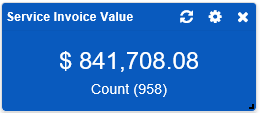 Service Invoice Value
$ 841,708.08
Count (958)